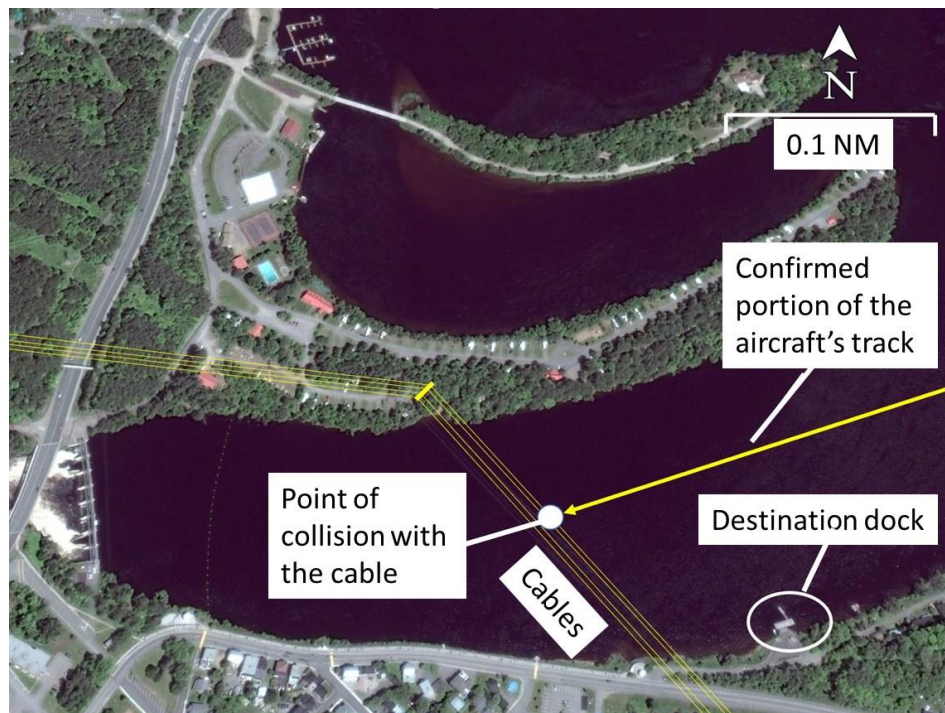 N
0.1 NM
Confirmed
portion of the
aircraft's track
Point of
collision with
the cable
Destination dock
Cables